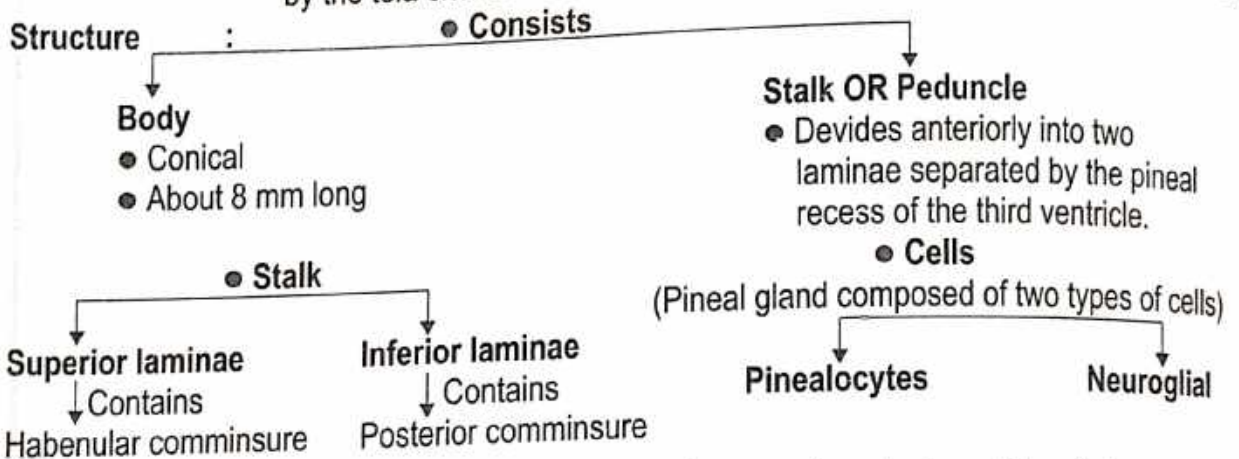 by the
Structure : ● Consists
Body
● Conical
● About 8 mm long
Stalk OR Peduncle
● Devides anteriorly into two
laminae separated by the pineal
recess of the third ventricle.
● Stalk
Superior laminae
Contains
Habenular comminsure
Inferior laminae
Contains
Posterior comminsure
● Cells
(Pineal gland composed of two types of cells)
Pinealocytes
Neuroglial